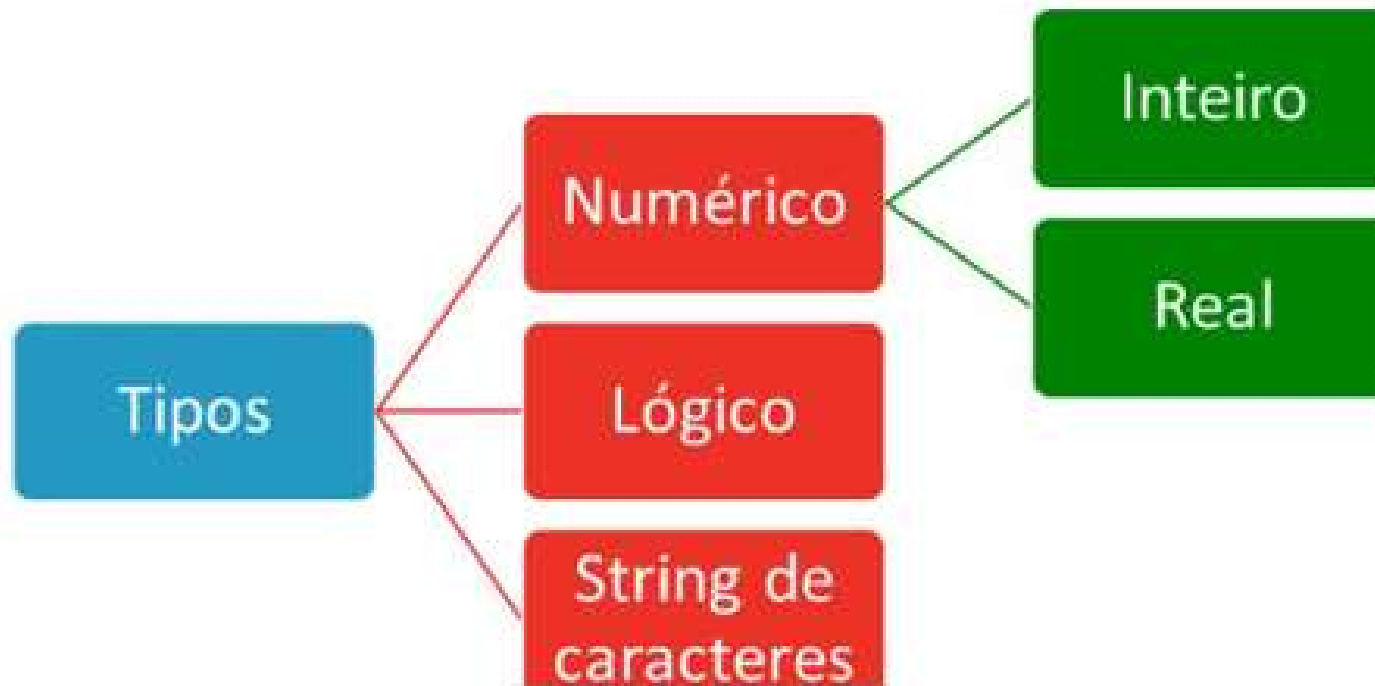 Tipos
Numérico
Lógico
String de
caracteres
Inteiro
Real